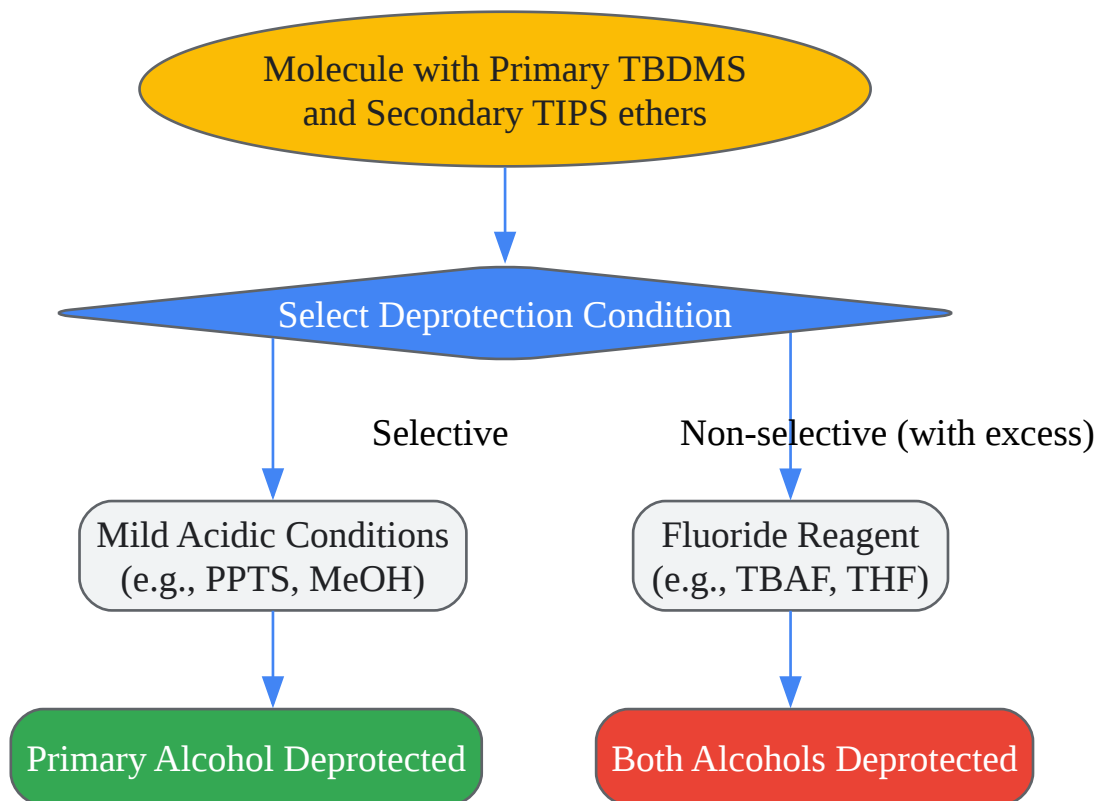 Molecule with Primary TBDMS
and Secondary TIPS ethers
Select Deprotection Condition
Selective
Non-selective (with excess)
Mild Acidic Conditions
(e.g., PPTS, MeOH)
Fluoride Reagent
(e.g., TBAF, THF)
Primary Alcohol Deprotected
Both Alcohols Deprotected